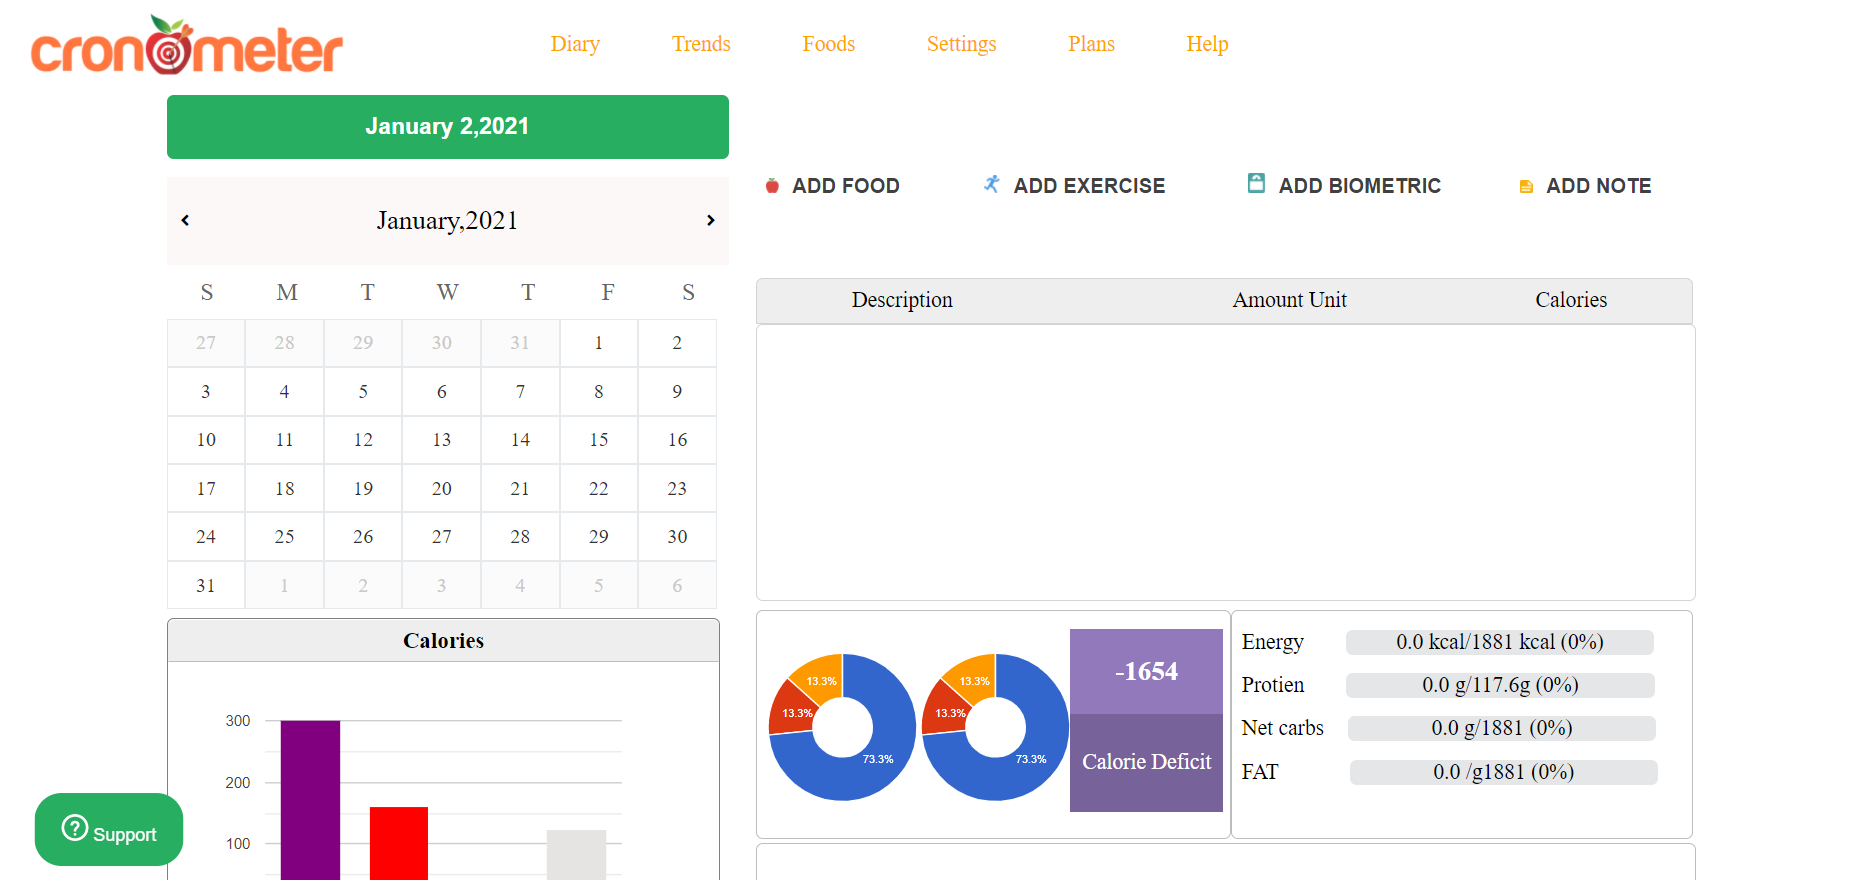 cronometer
Diary Trends Foods Settings Plans Help
January 2,2021
January,2021
S M T W T F S
27 28 29 30 31 1 2
3 4 5 6 7 8 9
10 11 12 13 14 15 16
17 18 19 20 21 22 23
24 25 26 27 28 29 30
31 1 2 3 4 5 6
Calories
300
200
100
Support
ADD FOOD ADD EXERCISE ADD BIOMETRIC ADD NOTE
Description Amount Unit Calories
13.3%
13.3%
73.3%
13.3%
13.3%
73.3%
-1654
Calorie Deficit
Energy 0.0 kcal/1881 kcal (0%)
Protien 0.0 g/117.6g (0%)
Net carbs 0.0 g/1881 (0%)
FAT 0.0 /g1881 (0%)